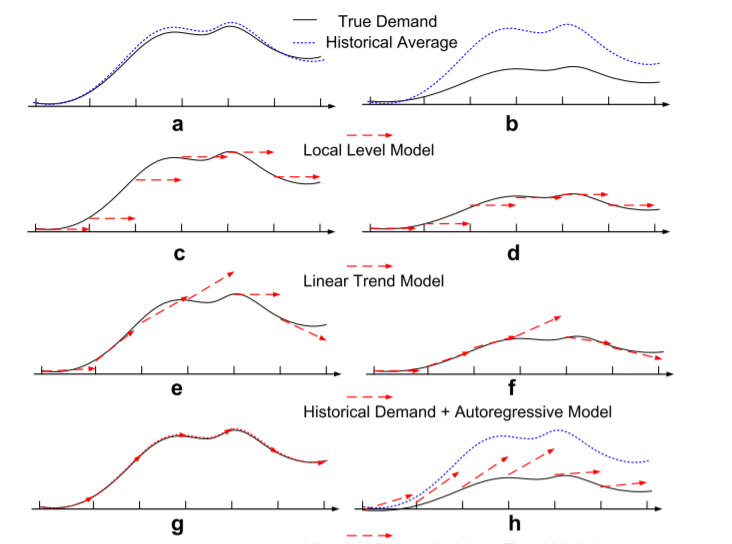 True Demand
Historical Average
a
b
Local Level Model
c
d
Linear Trend Model
e
f
Historical Demand + Autoregressive Model
g
h